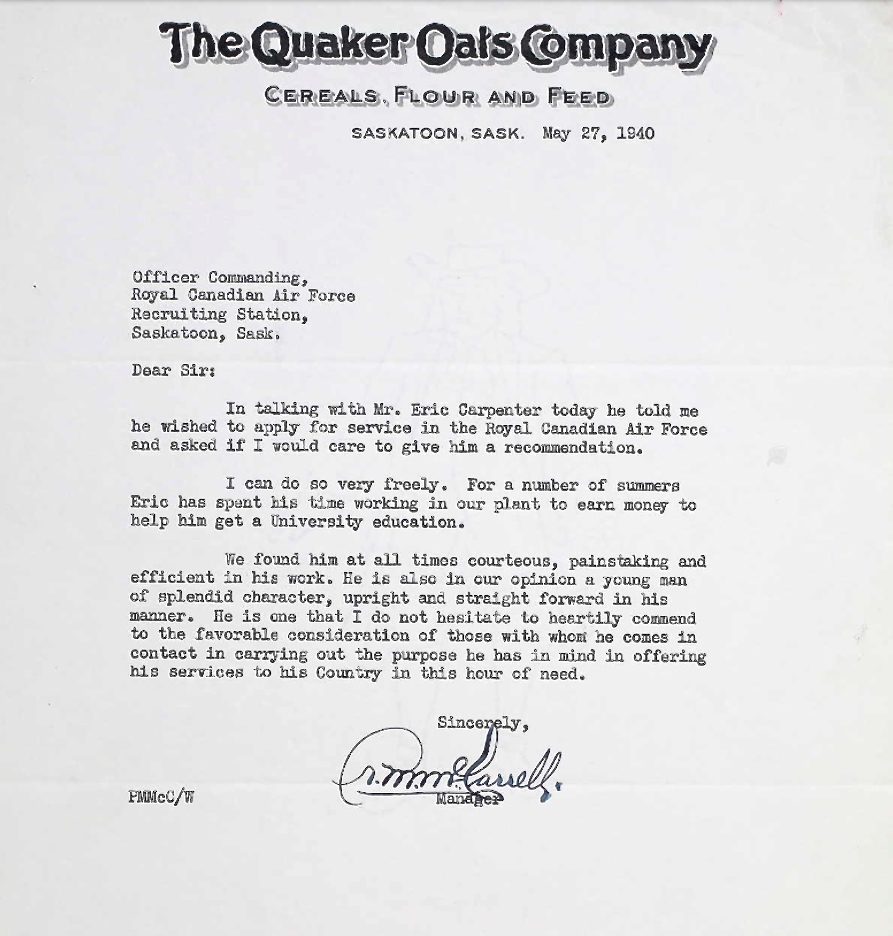 The Quaker Oats Company
CEREALS, FLOUR AND FEED
SASKATOON, SASK. May 27, 1940
Officer Commanding,
Royal Canadian Air Force
Recruiting Station,
Saskatoon, Sask.
Dear Sir:
In talking with Mr. Eric Carpenter today he told me
he wished to apply for service in the Royal Canadian Air Force
and asked if I would care to give him a recommendation.
I can do so very freely. For a number of summers
Eric has spent his time working in our plant to earn money to
help him get a University education.
We found him at all times courteous, painstaking and
efficient in his work. He is also in our opinion a young man
of splendid character, upright and straight forward in his
manner. He is one that I do not hesitate to heartily commend
to the favorable consideration of those with whom he comes in
contact in carrying out the purpose he has in mind in offering
his services to his Country in this hour of need.
Sincerely,
Manager
PMMcC/W